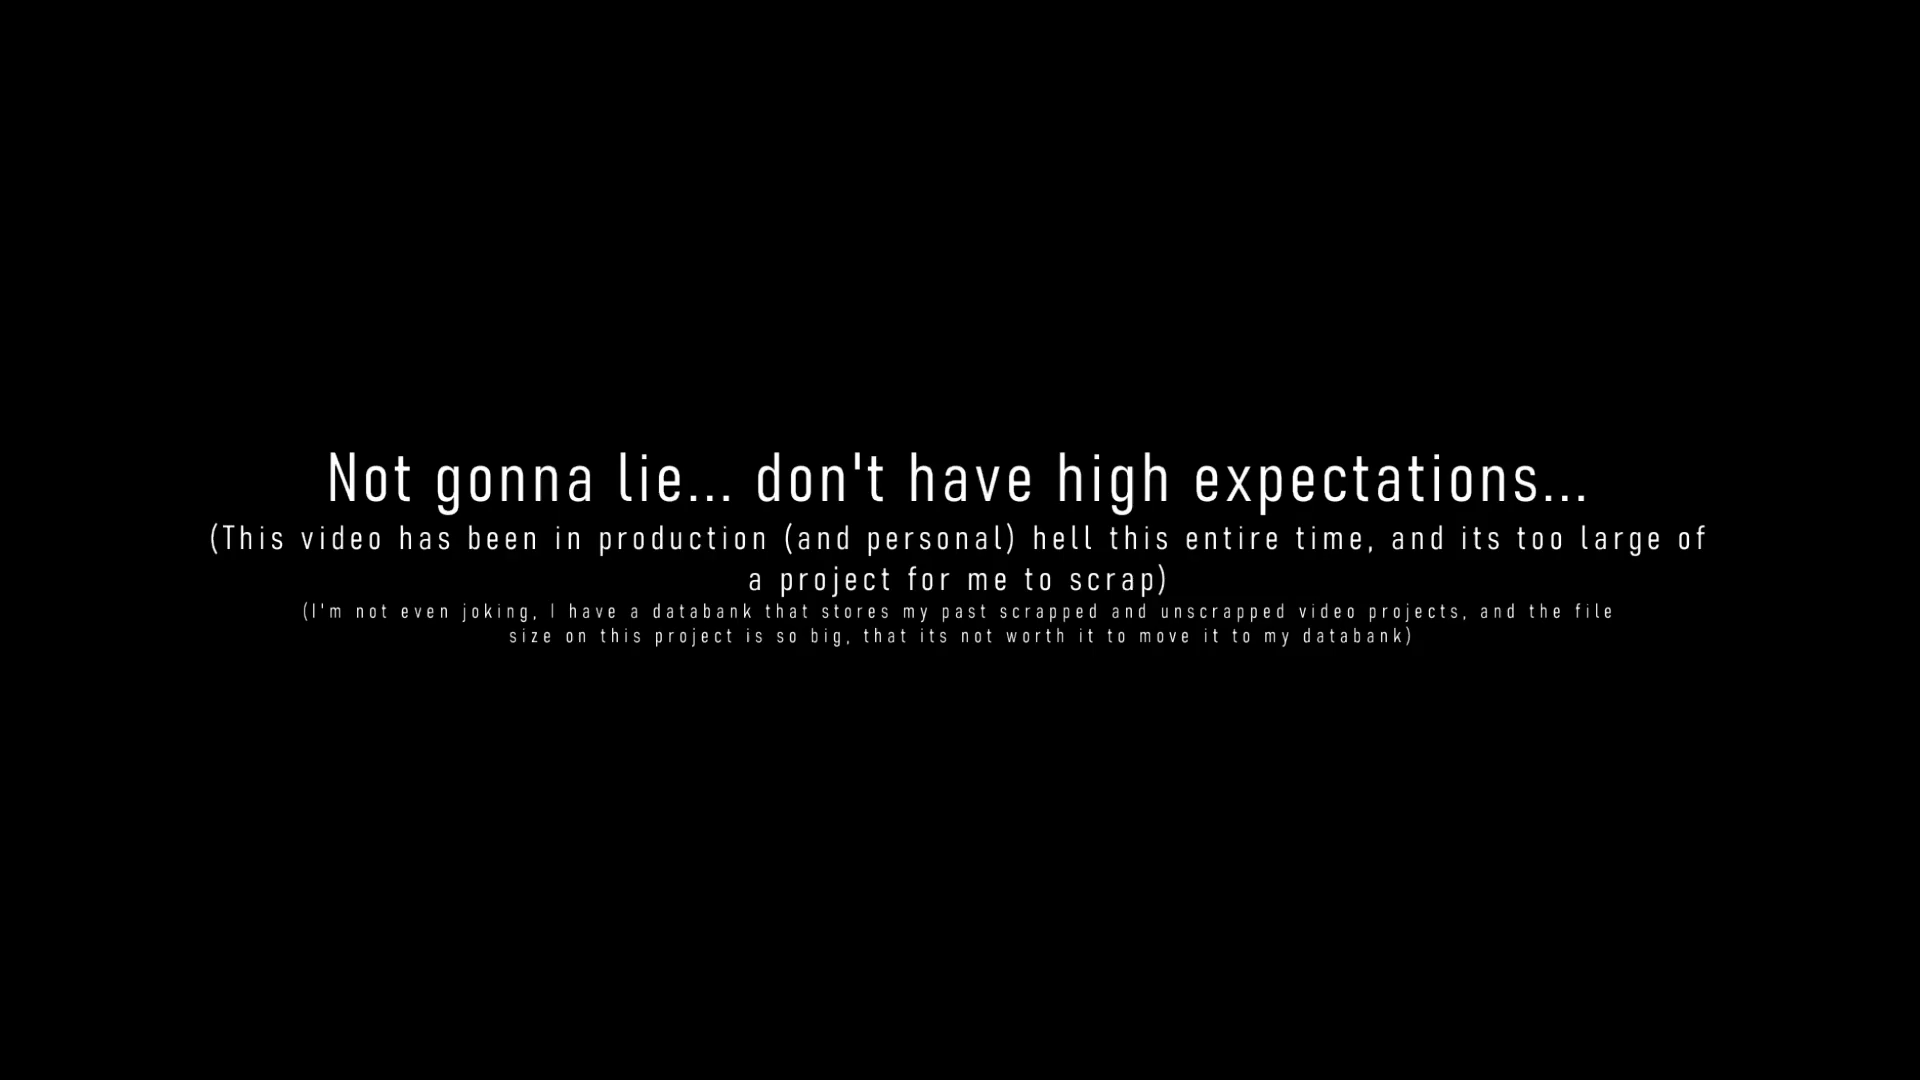 Not gonna lie... don't have high expectations...
(This video has been in production (and personal) hell this entire time, and its too large of
a project for me to scrap)
(I'm not even joking, I have a databank that stores my past scrapped and unscrapped video projects, and the file
size on this project is so big, that its not worth it to move it to my databank)